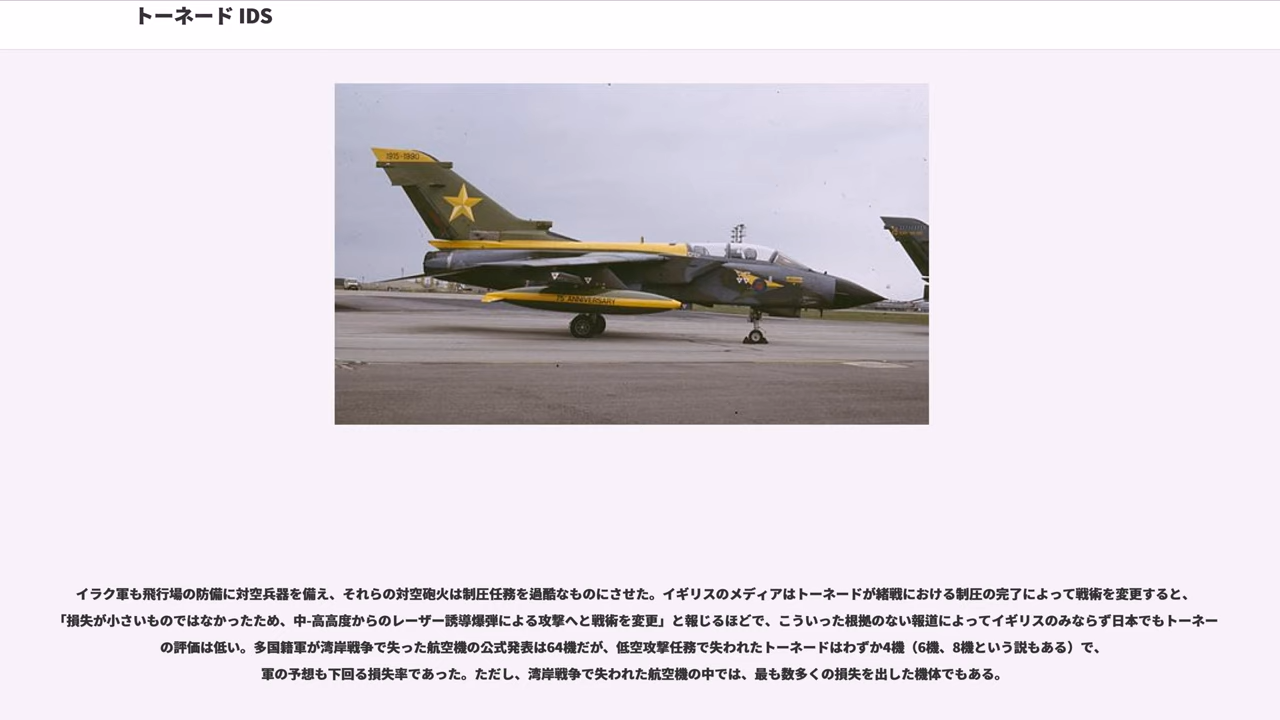 トーネード IDS
1915-1990
75 ANNIVERSARY
イラク軍も飛行場の防備に対空兵器を備え、それらの対空砲火は制圧任務を過酷なものにさせた。イギリスのメディアはトーネードが緒戦における制圧の完了によって戦術を変更すると、
「損失が小さいものではなかったため、中-高高度からのレーザー誘導爆弾による攻撃へと戦術を変更」と報じるほどで、こういった根拠のない報道によってイギリスのみならず日本でもトーネー
の評価は低い。多国籍軍が湾岸戦争で失った航空機の公式発表は64機だが、低空攻撃任務で失われたトーネードはわずか4機（6機、8機という説もある）で、
軍の予想も下回る損失率であった。ただし、湾岸戦争で失われた航空機の中では、最も数多くの損失を出した機体でもある。